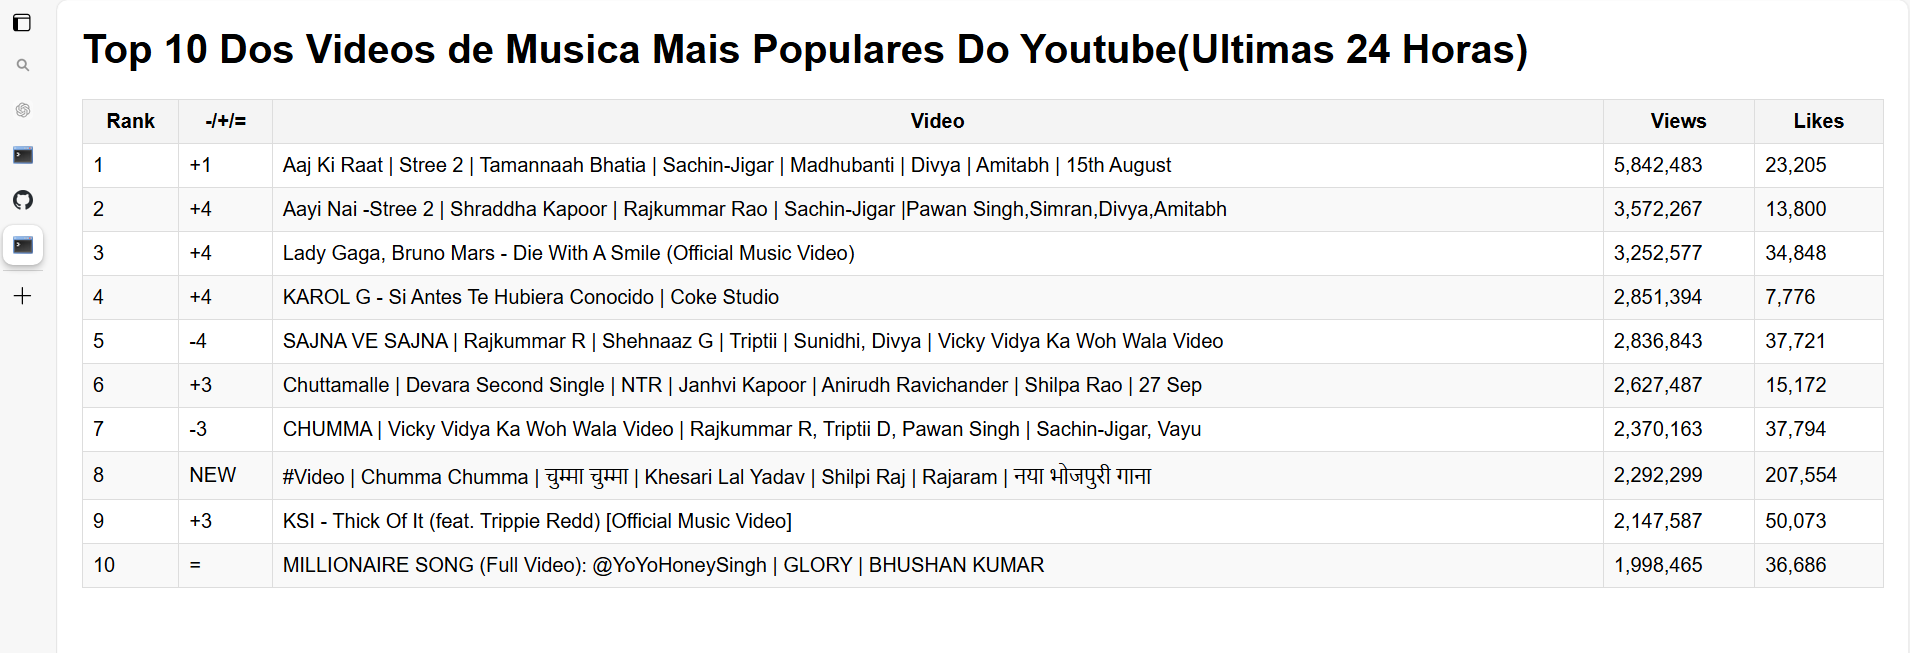 Top 10 Dos Videos de Musica Mais Populares Do Youtube(Ultimas 24 Horas)
Rank -/+/= Video Views Likes
1 +1 Aaj Ki Raat | Stree 2 | Tamannaah Bhatia | Sachin-Jigar | Madhubanti | Divya | Amitabh | 15th August 5,842,483 23,205
2 +4 Aayi Nai -Stree 2 | Shraddha Kapoor | Rajkummar Rao | Sachin-Jigar |Pawan Singh,Simran,Divya,Amitabh 3,572,267 13,800
3 +4 Lady Gaga, Bruno Mars - Die With A Smile (Official Music Video) 3,252,577 34,848
4 +4 KAROL G - Si Antes Te Hubiera Conocido | Coke Studio 2,851,394 7,776
5 -4 SAJNA VE SAJNA | Rajkummar R | Shehnaaz G | Triptii | Sunidhi, Divya | Vicky Vidya Ka Woh Wala Video 2,836,843 37,721
6 +3 Chuttamalle | Devara Second Single | NTR | Janhvi Kapoor | Anirudh Ravichander | Shilpa Rao | 27 Sep 2,627,487 15,172
7 -3 CHUMMA | Vicky Vidya Ka Woh Wala Video | Rajkummar R, Triptii D, Pawan Singh | Sachin-Jigar, Vayu 2,370,163 37,794
8 NEW #Video | Chumma Chumma | चुम्मा चुम्मा | Khesari Lal Yadav | Shilpi Raj | Rajaram | नया भोजपुरी गाना 2,292,299 207,554
9 +3 KSI - Thick Of It (feat. Trippie Redd) [Official Music Video] 2,147,587 50,073
10 = MILLIONAIRE SONG (Full Video): @YoYoHoneySingh | GLORY | BHUSHAN KUMAR 1,998,465 36,686